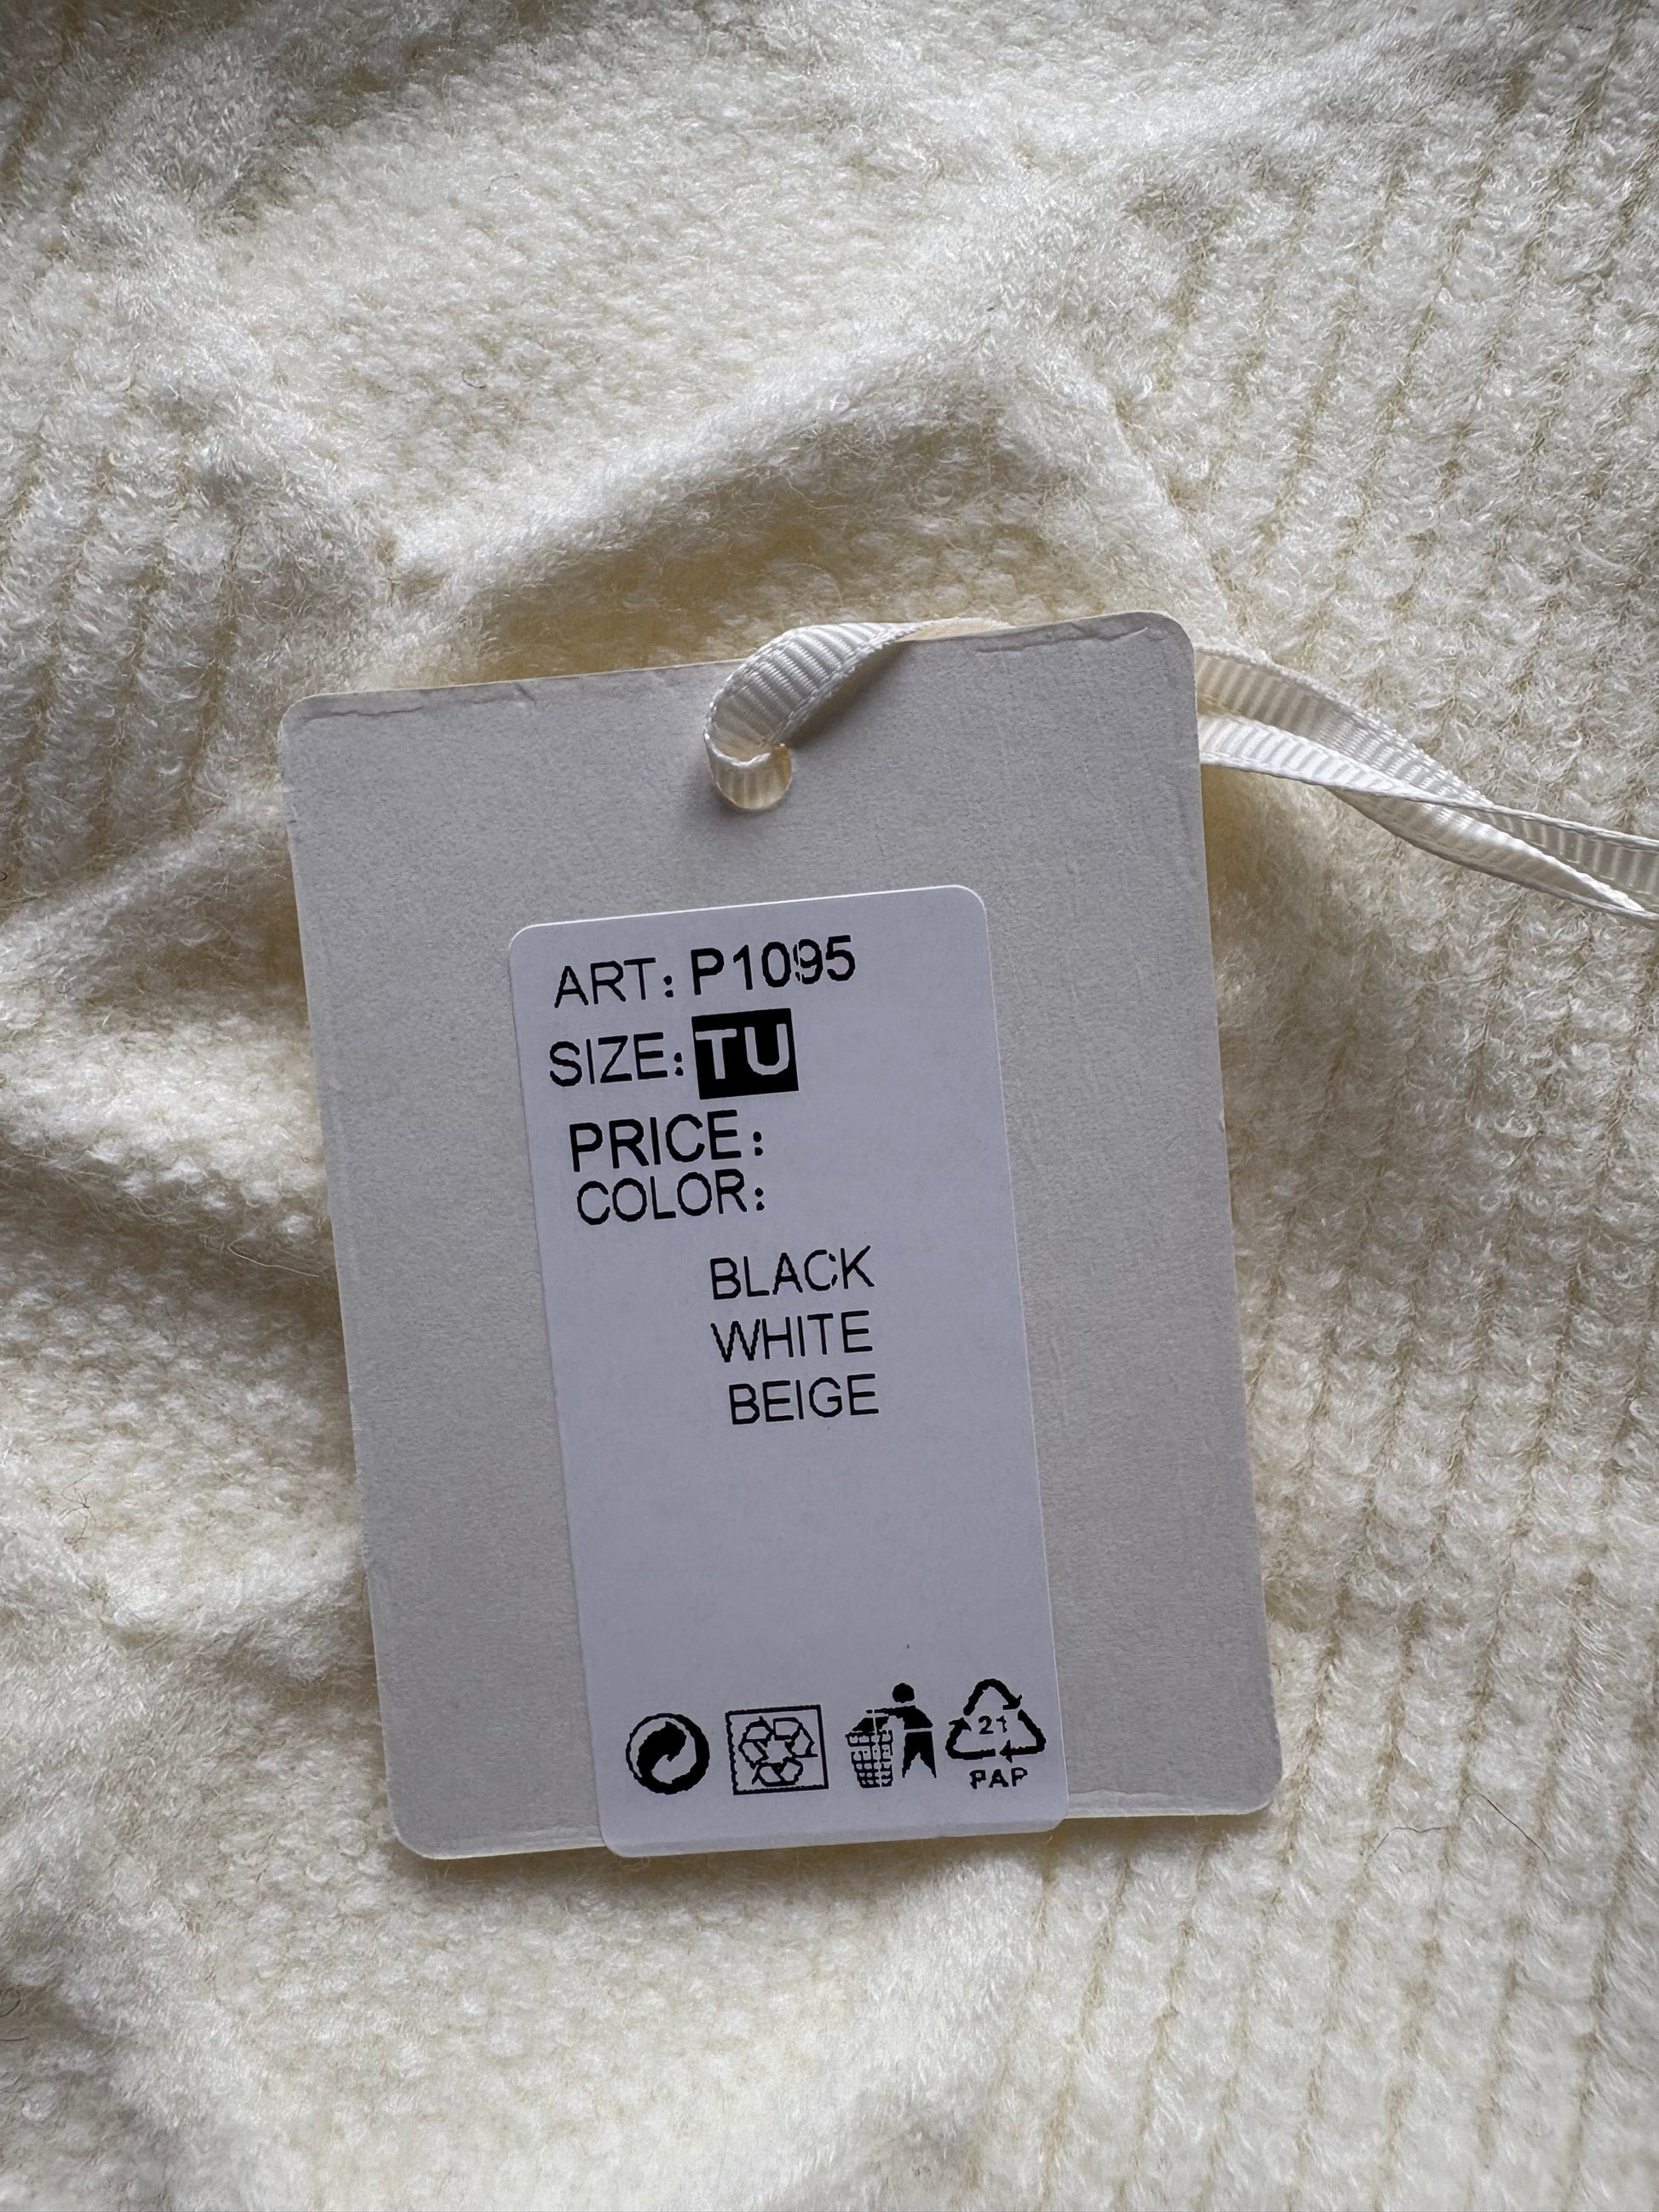 ART: P1095
SIZE: TU
PRICE:
COLOR:
BLACK
WHITE
BEIGE
21
PAP